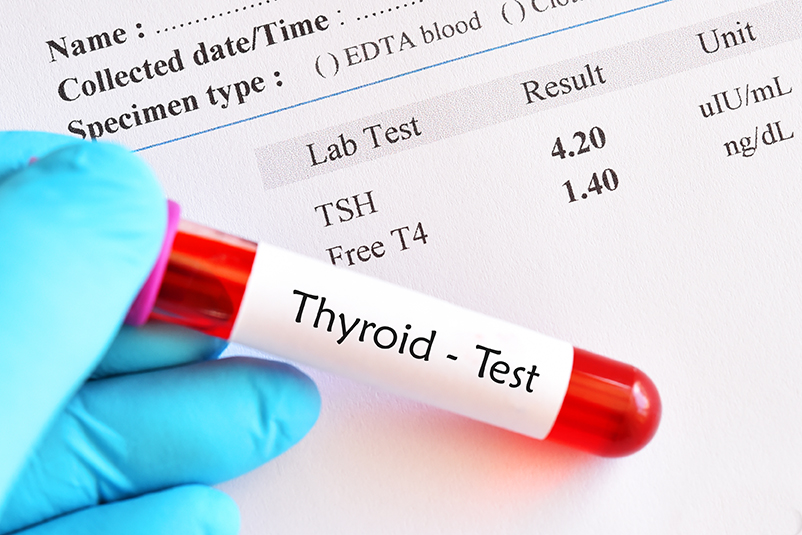 Name : ..............
Collected date/Time : ..............
Specimen type : ( ) EDTA blood ( )
Lab Test Result Unit
TSH 4.20 uIU/mL
Free T4 1.40 ng/dL
Thyroid - Test